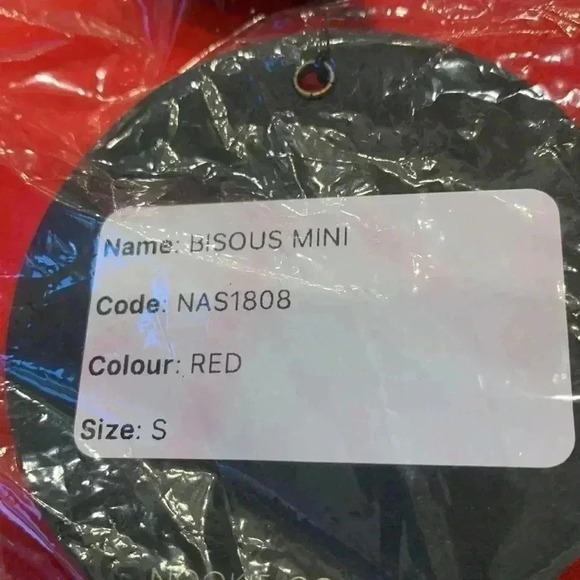 Name: BISOUS MINI
Code: NAS1808
Colour: RED
Size: S